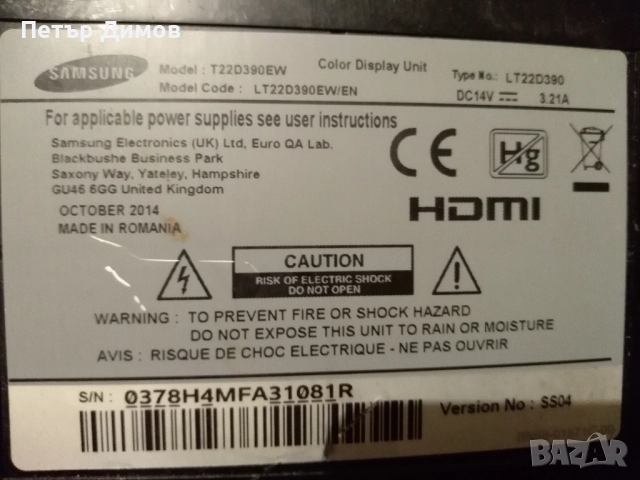 Петър Димов
SAMSUNG
Model : T22D390EW
Color Display Unit
Type No.: LT22D390
Model Code : LT22D390EW/EN
DC14V 3.21A
For applicable power supplies see user instructions
Samsung Electronics (UK) Ltd, Euro QA Lab.
Blackbushe Business Park
Saxony Way, Yateley, Hampshire
GU46 6GG United Kingdom
CE
Hg
OCTOBER 2014
HDMI
MADE IN ROMANIA
CAUTION
RISK OF ELECTRIC SHOCK
DO NOT OPEN
WARNING : TO PREVENT FIRE OR SHOCK HAZARD
DO NOT EXPOSE THIS UNIT TO RAIN OR MOISTURE
AVIS : RISQUE DE CHOC ELECTRIQUE - NE PAS OUVRIR
S/N : 0378H4MFA31081R
Version No : SS04
bazar